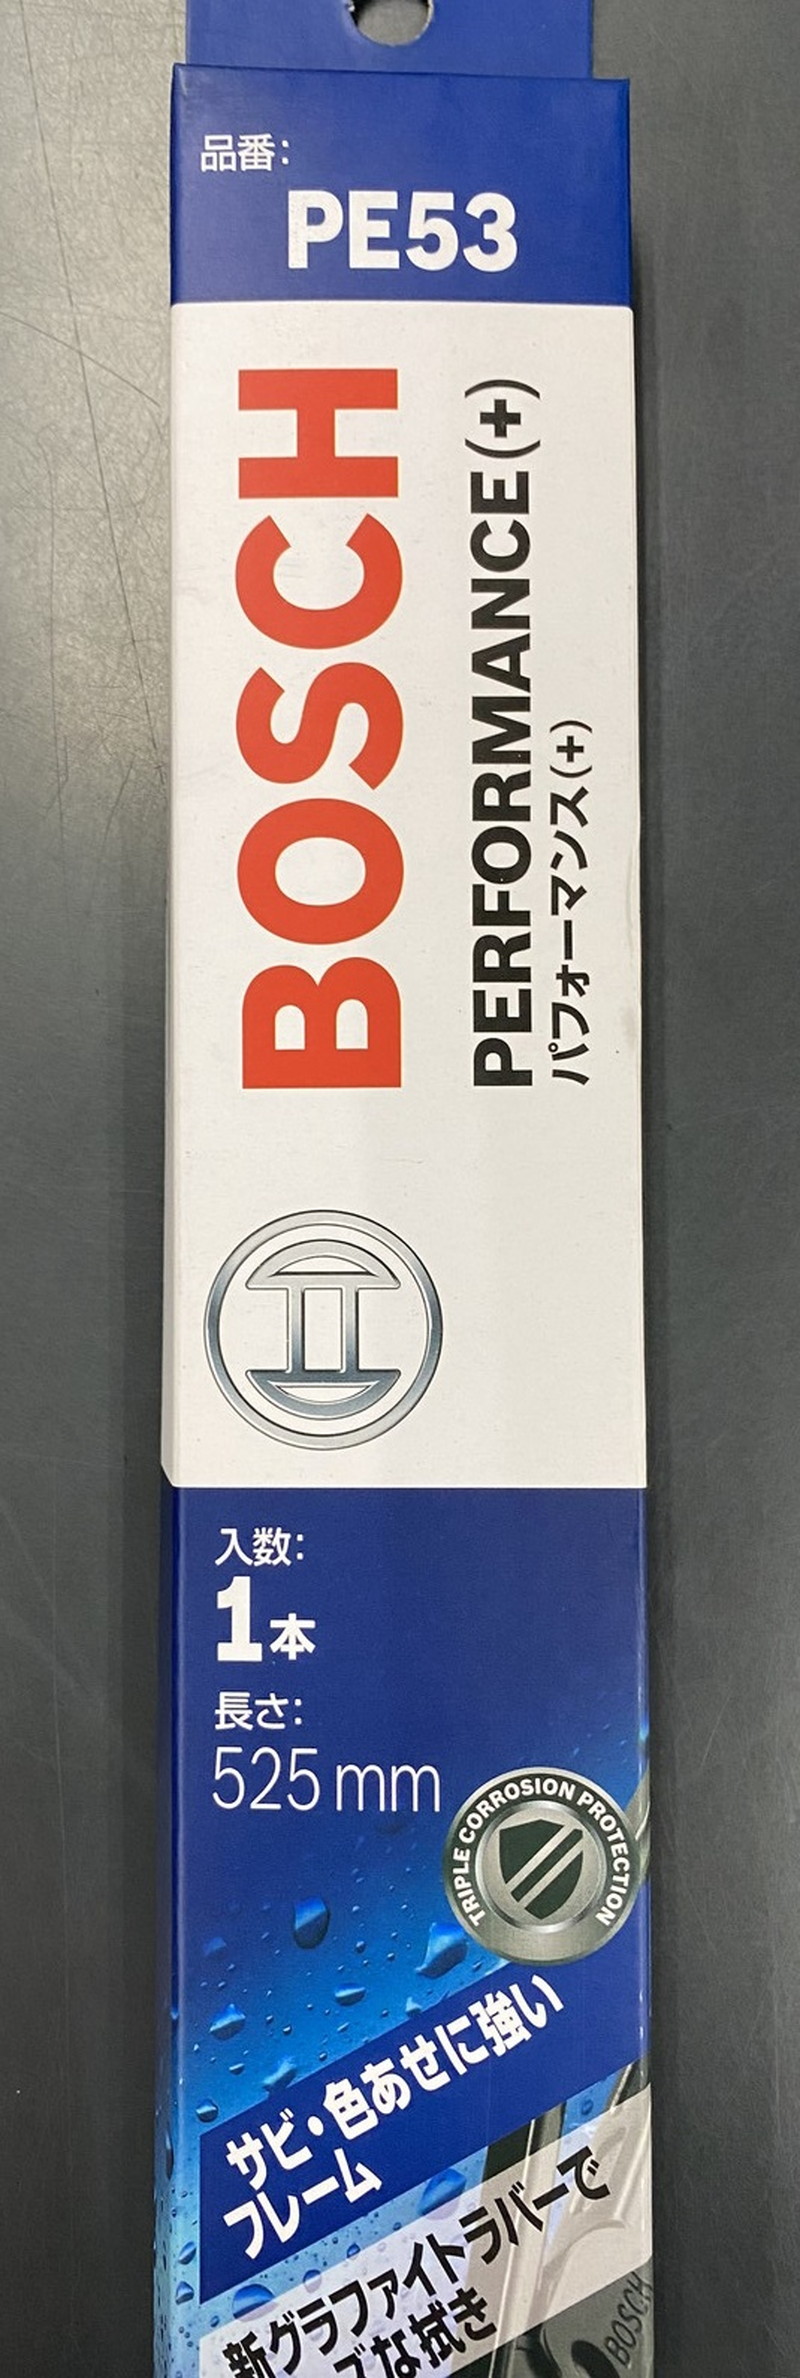 品番:
PE53
BOSCH
PERFORMANCE(+)
パフォーマンス(+)
入数:
1本
長さ:
525mm
TRIPLE CORROSION PROTECTION
サビ・色あせに強い
フレーム
新グラファイトラバーで
ズな拭き
BOSCH